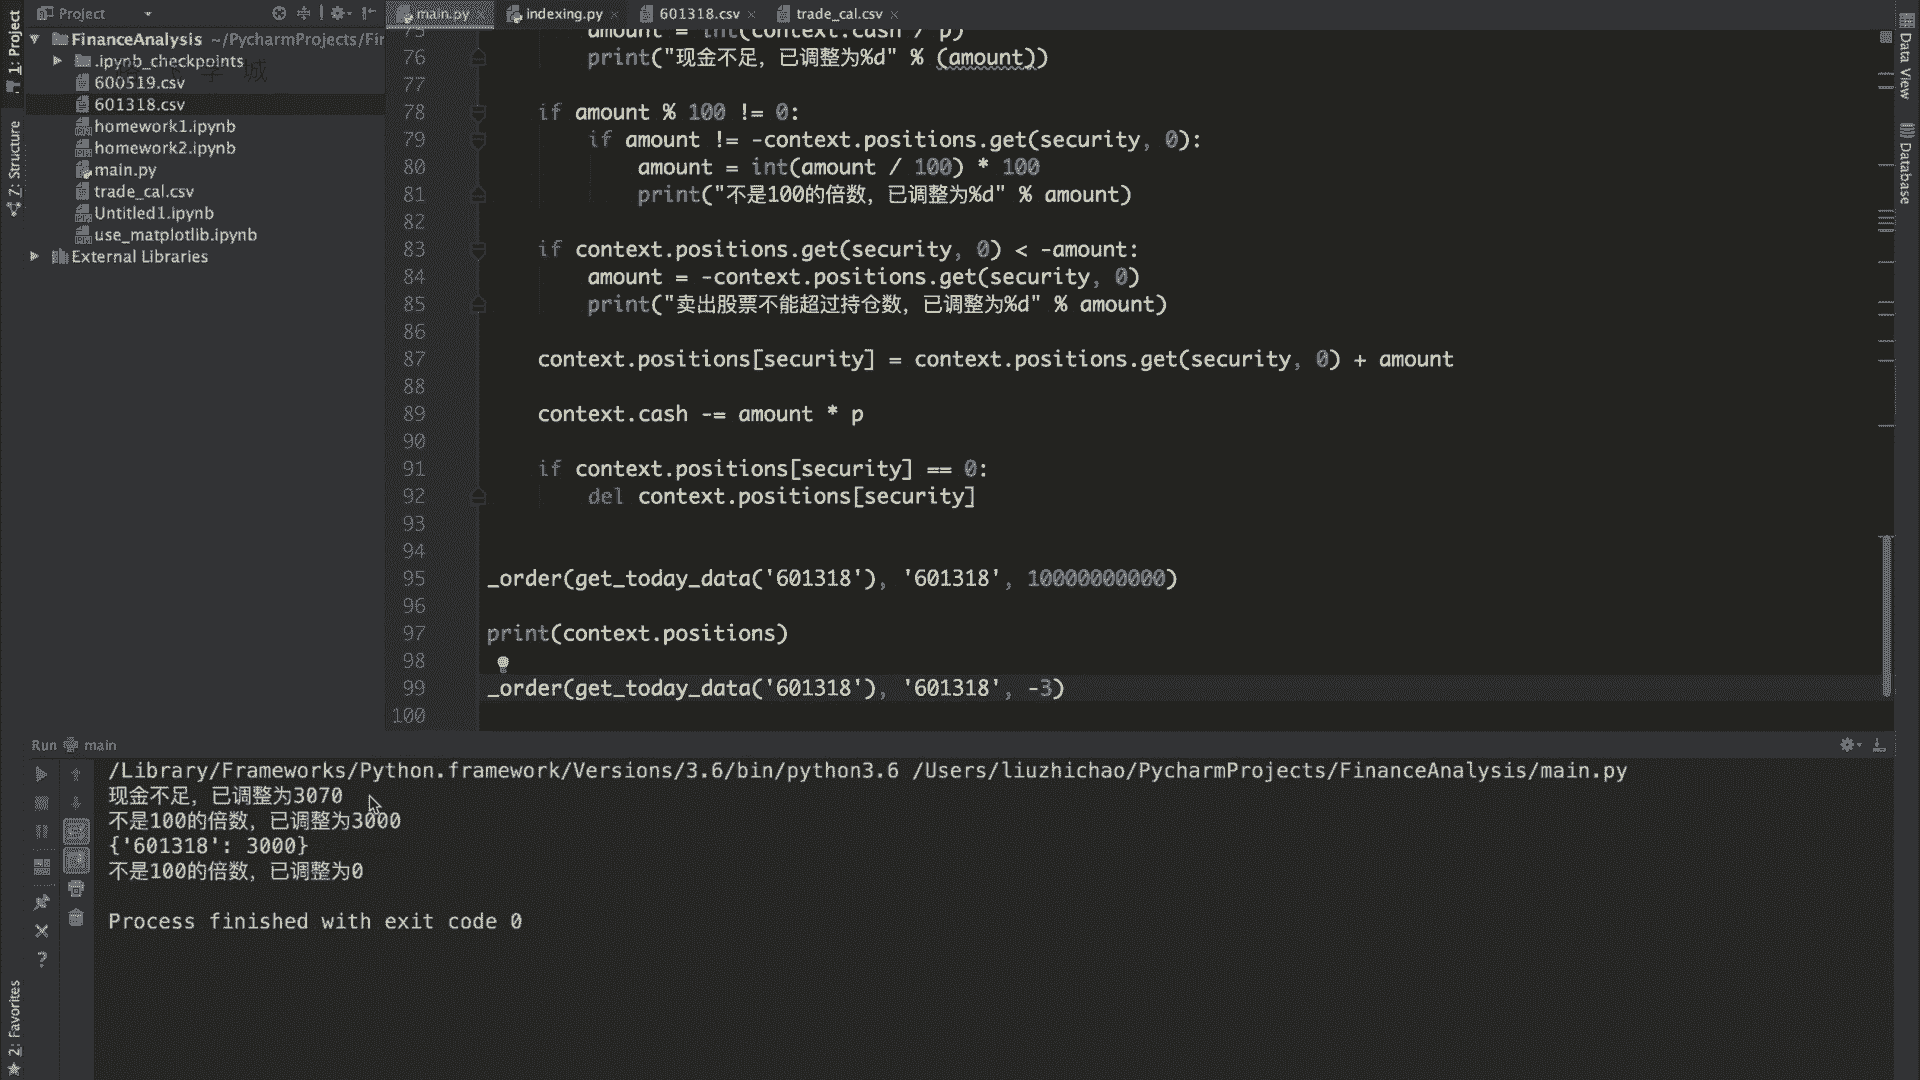 1: Project
Project
main.py
indexing.py
601318.csv
trade_cal.csv
FinanceAnalysis ~/PycharmProjects/Fir
.ipynb_checkpoints
600519.csv
601318.csv
homework1.ipynb
homework2.ipynb
main.py
trade_cal.csv
Untitled1.ipynb
use_matplotlib.ipynb
External Libraries
Z: Structure
Data View
Database
75 amount = int(context.cash / p)
76 print("现金不足，已调整为%d" % (amount))
77
78 if amount % 100 != 0:
79 if amount != -context.positions.get(security, 0):
80 amount = int(amount / 100) * 100
81 print("不是100的倍数，已调整为%d" % amount)
82
83 if context.positions.get(security, 0) < -amount:
84 amount = -context.positions.get(security, 0)
85 print("卖出股票不能超过持仓数，已调整为%d" % amount)
86
87 context.positions[security] = context.positions.get(security, 0) + amount
88
89 context.cash -= amount * p
90
91 if context.positions[security] == 0:
92 del context.positions[security]
93
94
95 _order(get_today_data('601318'), '601318', 10000000000)
96
97 print(context.positions)
98
99 _order(get_today_data('601318'), '601318', -3)
100
Run main
/Library/Frameworks/Python.framework/Versions/3.6/bin/python3.6 /Users/liuzhichao/PycharmProjects/FinanceAnalysis/main.py
现金不足，已调整为3070
不是100的倍数，已调整为3000
{'601318': 3000}
不是100的倍数，已调整为0
Process finished with exit code 0
2: Favorites